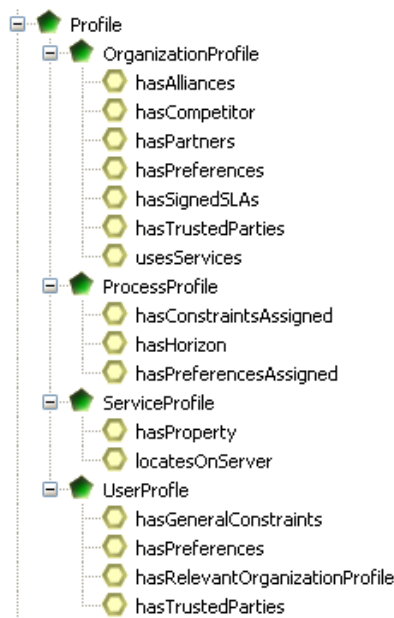 Profile
OrganizationProfile
hasAlliances
hasCompetitor
hasPartners
hasPreferences
hasSignedSLAs
hasTrustedParties
usesServices
ProcessProfile
hasConstraintsAssigned
hasHorizon
hasPreferencesAssigned
ServiceProfile
hasProperty
locatesOnServer
UserProfle
hasGeneralConstraints
hasPreferences
hasRelevantOrganizationProfile
hasTrustedParties